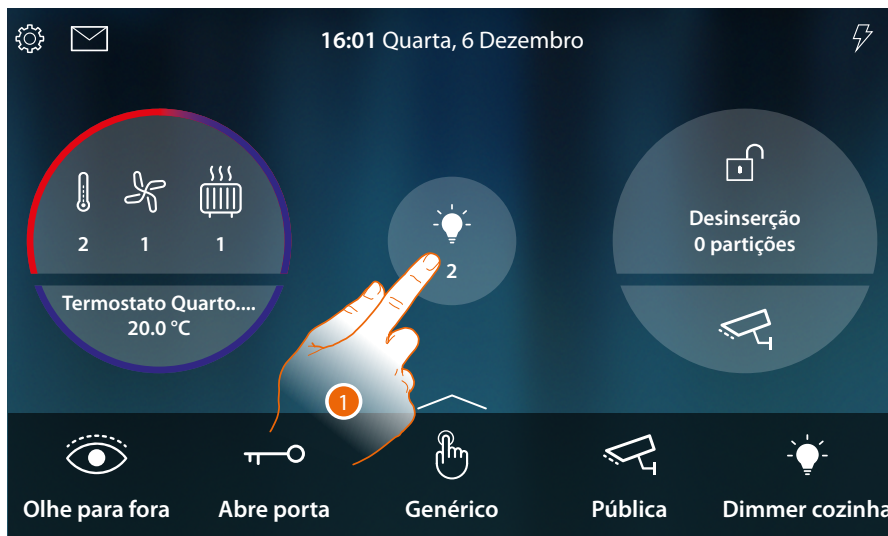 16:01 Quarta, 6 Dezembro
2 1 1
Termostato Quarto....
20.0 °C
2
Desinserção
0 partições
1
Olhe para fora
Abre porta
Genérico
Pública
Dimmer cozinha